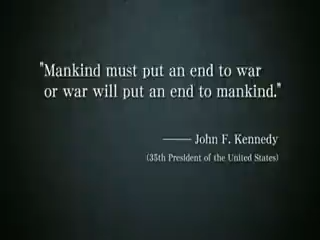 "Mankind must put an end to war
or war will put an end to mankind."
—— John F. Kennedy
(35th President of the United States)